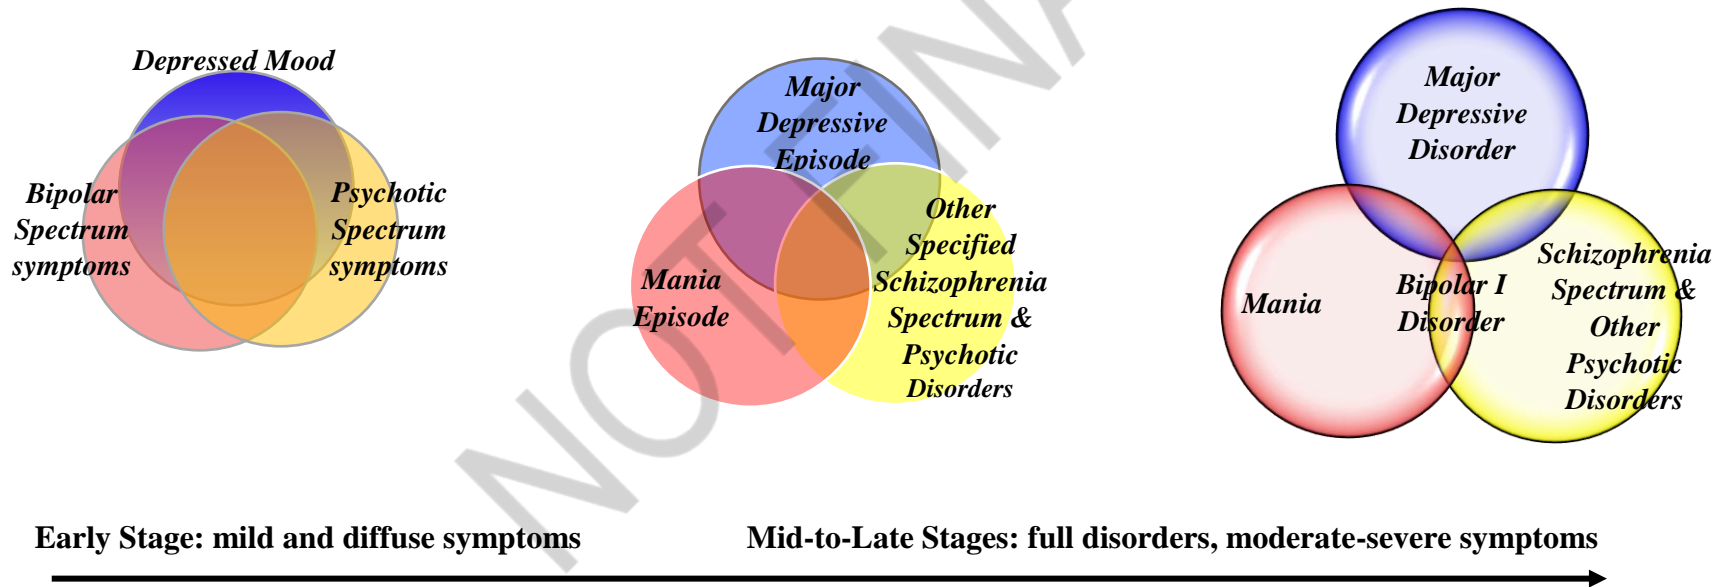 Depressed Mood
Bipolar
Spectrum
symptoms
Psychotic
Spectrum
symptoms
Major
Depressive
Episode
Mania
Episode
Other
Specified
Schizophrenia
Spectrum &
Psychotic
Disorders
Major
Depressive
Disorder
Mania
Bipolar I
Disorder
Schizophrenia
Spectrum &
Other
Psychotic
Disorders
NOT FINA
Early Stage: mild and diffuse symptoms
Mid-to-Late Stages: full disorders, moderate-severe symptoms